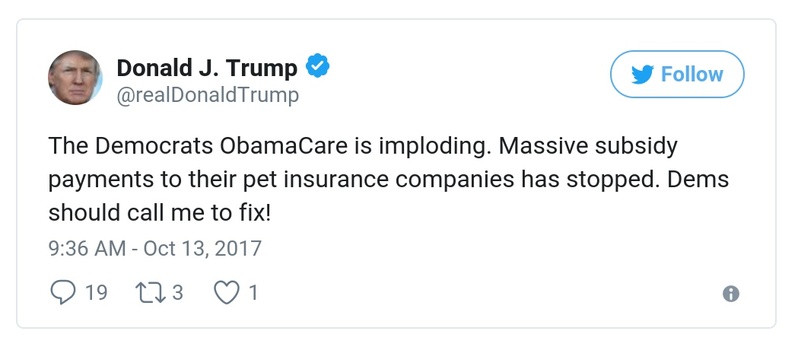 Donald J. Trump
Follow
@realDonaldTrump
The Democrats ObamaCare is imploding. Massive subsidy
payments to their pet insurance companies has stopped. Dems
should call me to fix!
9:36 AM - Oct 13, 2017
19 3 1